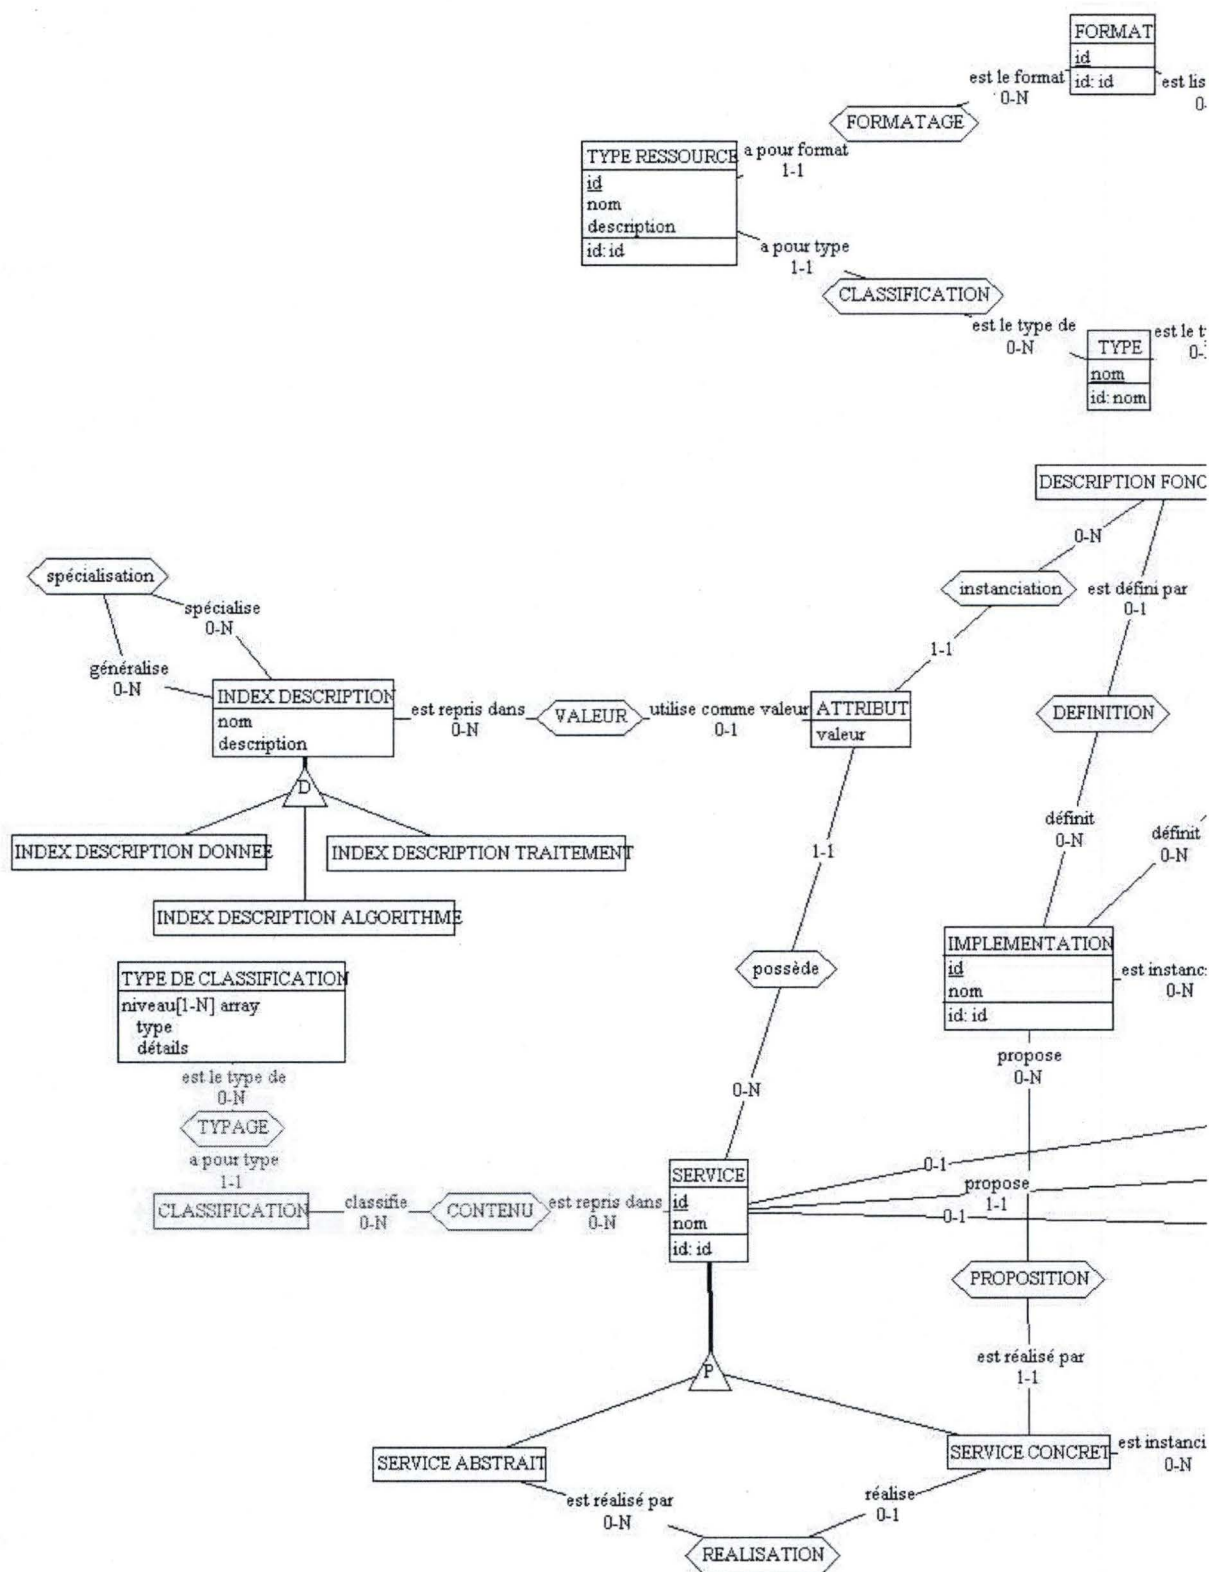 FORMAT
id
id: id
est le format
0-N
est lis
0-
FORMATAGE
TYPE RESSOURCE
id
nom
description
id: id
a pour format
1-1
a pour type
1-1
CLASSIFICATION
est le type de
0-N
TYPE
nom
id: nom
est le t
0-
DESCRIPTION FONC
0-N
spécialisation
instanciation
est défini par
0-1
spécialise
0-N
1-1
généralise
0-N
INDEX DESCRIPTION
nom
description
est repris dans
0-N
VALEUR
utilise comme valeur
0-1
ATTRIBUT
valeur
DEFINITION
D
définit
0-N
définit
0-N
INDEX DESCRIPTION DONNEE
INDEX DESCRIPTION TRAITEMENT
1-1
INDEX DESCRIPTION ALGORITHME
IMPLEMENTATION
id
nom
id: id
est instanc
0-N
TYPE DE CLASSIFICATION
niveau[1-N] array
type
détails
possède
est le type de
0-N
propose
0-N
0-N
TYPAGE
a pour type
1-1
SERVICE
id
nom
id: id
0-1
propose
1-1
0-1
CLASSIFICATION
classifie
0-N
CONTENU
est repris dans
0-N
PROPOSITION
est réalisé par
1-1
P
SERVICE ABSTRAIT
SERVICE CONCRET
est instanci
0-N
est réalisé par
0-N
réalise
0-1
REALISATION